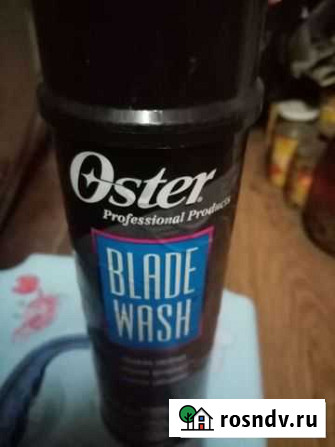 Oster
Professional Products
BLADE
WASH
rosndv.ru